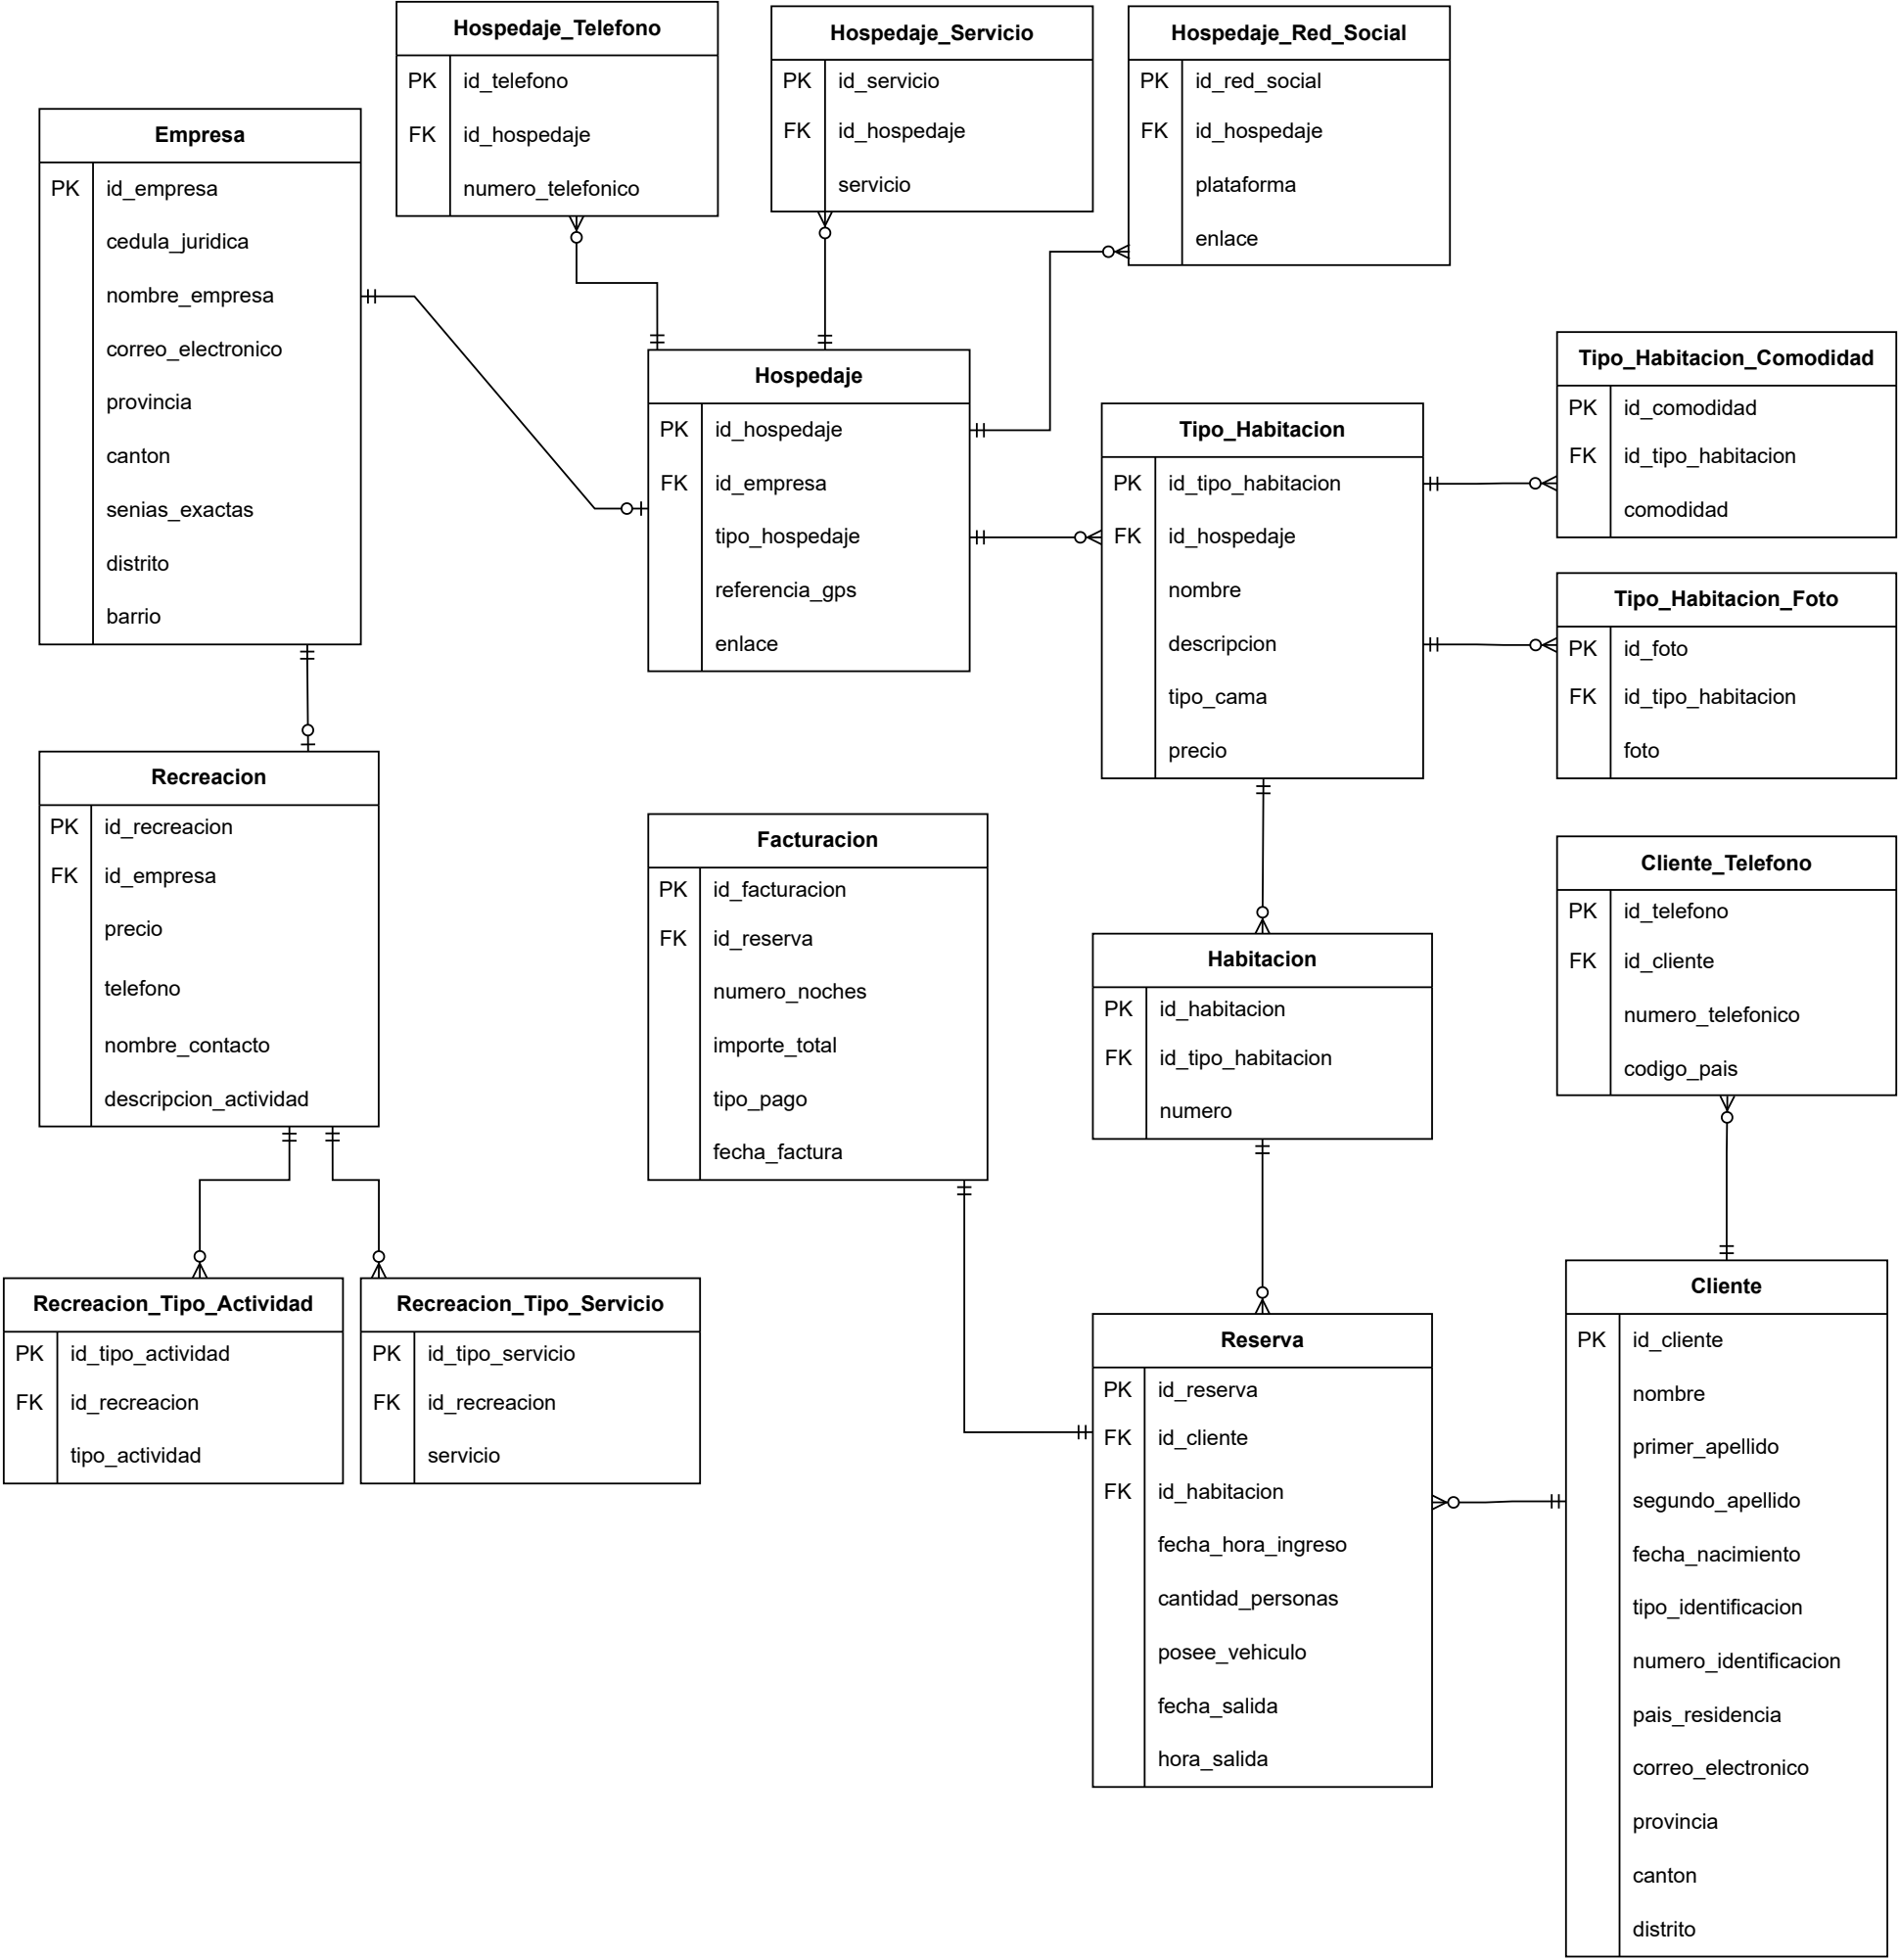 Hospedaje_Telefono
PK id_telefono
FK id_hospedaje
numero_telefonico
Hospedaje_Servicio
PK id_servicio
FK id_hospedaje
servicio
Hospedaje_Red_Social
PK id_red_social
FK id_hospedaje
plataforma
enlace
Empresa
PK id_empresa
cedula_juridica
nombre_empresa
correo_electronico
provincia
canton
senias_exactas
distrito
barrio
Hospedaje
PK id_hospedaje
FK id_empresa
tipo_hospedaje
referencia_gps
enlace
Tipo_Habitacion
PK id_tipo_habitacion
FK id_hospedaje
nombre
descripcion
tipo_cama
precio
Tipo_Habitacion_Comodidad
PK id_comodidad
FK id_tipo_habitacion
comodidad
Tipo_Habitacion_Foto
PK id_foto
FK id_tipo_habitacion
foto
Recreacion
PK id_recreacion
FK id_empresa
precio
telefono
nombre_contacto
descripcion_actividad
Facturacion
PK id_facturacion
FK id_reserva
numero_noches
importe_total
tipo_pago
fecha_factura
Habitacion
PK id_habitacion
FK id_tipo_habitacion
numero
Cliente_Telefono
PK id_telefono
FK id_cliente
numero_telefonico
codigo_pais
Recreacion_Tipo_Actividad
PK id_tipo_actividad
FK id_recreacion
tipo_actividad
Recreacion_Tipo_Servicio
PK id_tipo_servicio
FK id_recreacion
servicio
Reserva
PK id_reserva
FK id_cliente
FK id_habitacion
fecha_hora_ingreso
cantidad_personas
posee_vehiculo
fecha_salida
hora_salida
Cliente
PK id_cliente
nombre
primer_apellido
segundo_apellido
fecha_nacimiento
tipo_identificacion
numero_identificacion
pais_residencia
correo_electronico
provincia
canton
distrito